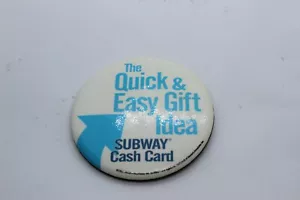 The
Quick &
Easy Gift
Idea
SUBWAY®
Cash Card